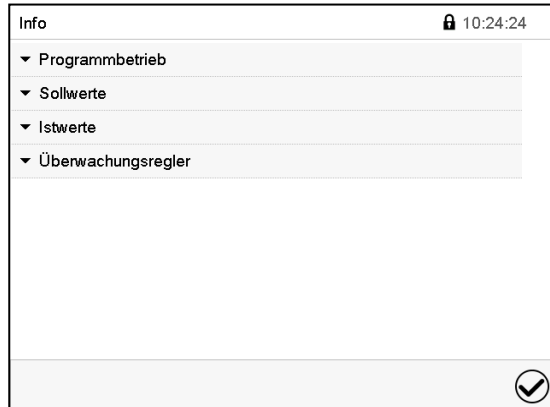 Info 10:24:24
Programmbetrieb
Sollwerte
Istwerte
Überwachungsregler